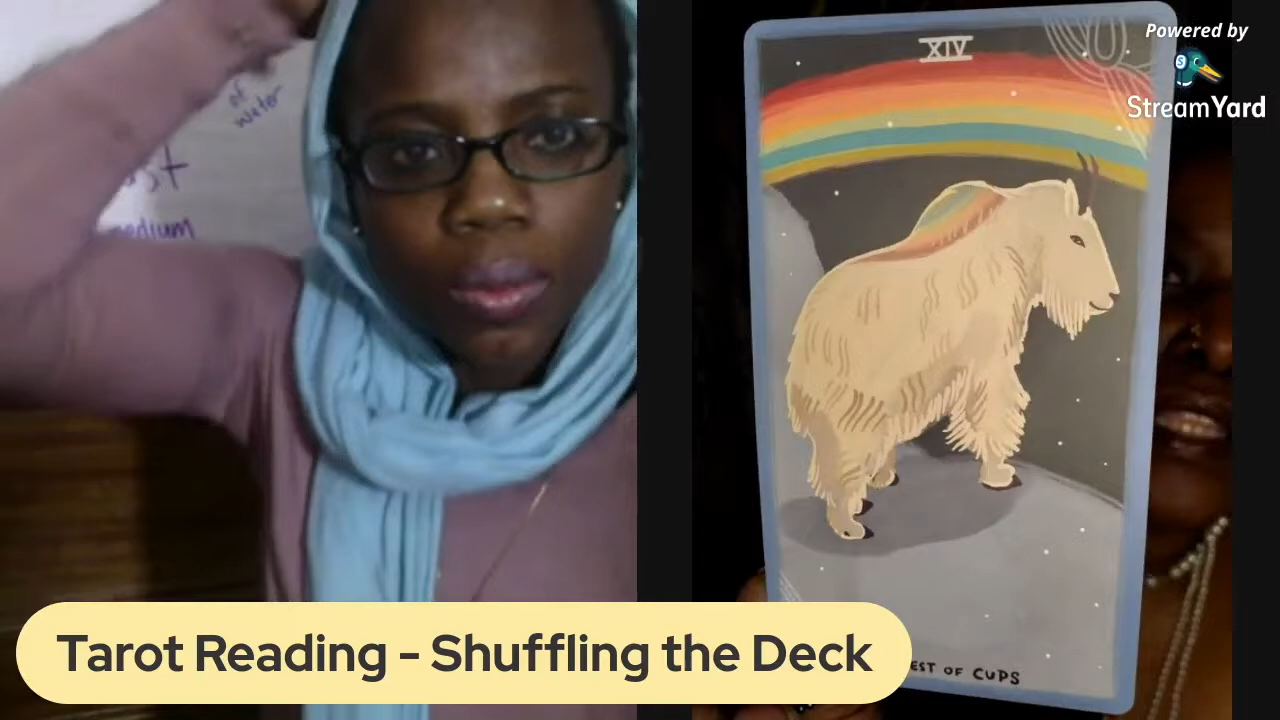 of
water
edium
XIV
Powered by
StreamYard
EST OF CUPS
Tarot Reading - Shuffling the Deck